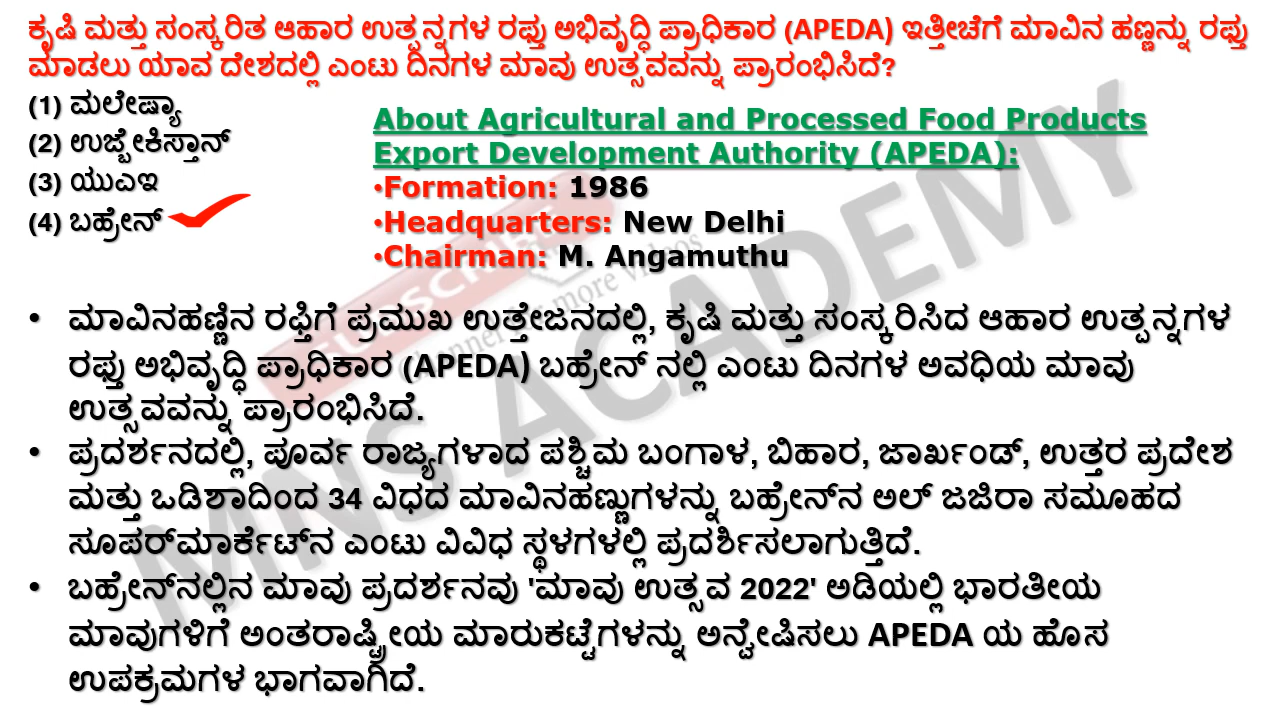 ಕೃಷಿ ಮತ್ತು ಸಂಸ್ಕರಿತ ಆಹಾರ ಉತ್ಪನ್ನಗಳ ರಫ್ತು ಅಭಿವೃದ್ಧಿ ಪ್ರಾಧಿಕಾರ (APEDA) ಇತ್ತೀಚೆಗೆ ಮಾವಿನ ಹಣ್ಣನ್ನು ರಫ್ತು
ಮಾಡಲು ಯಾವ ದೇಶದಲ್ಲಿ ಎಂಟು ದಿನಗಳ ಮಾವು ಉತ್ಸವವನ್ನು ಪ್ರಾರಂಭಿಸಿದೆ?
(1) ಮಲೇಷ್ಯಾ
(2) ಉಜ್ಬೇಕಿಸ್ತಾನ್
(3) ಯುಎಇ
(4) ಬಹ್ರೇನ್
About Agricultural and Processed Food Products
Export Development Authority (APEDA):
•Formation: 1986
•Headquarters: New Delhi
•Chairman: M. Angamuthu
• ಮಾವಿನಹಣ್ಣಿನ ರಫ್ತಿಗೆ ಪ್ರಮುಖ ಉತ್ತೇಜನದಲ್ಲಿ, ಕೃಷಿ ಮತ್ತು ಸಂಸ್ಕರಿಸಿದ ಆಹಾರ ಉತ್ಪನ್ನಗಳ
ರಫ್ತು ಅಭಿವೃದ್ಧಿ ಪ್ರಾಧಿಕಾರ (APEDA) ಬಹ್ರೇನ್ ನಲ್ಲಿ ಎಂಟು ದಿನಗಳ ಅವಧಿಯ ಮಾವು
ಉತ್ಸವವನ್ನು ಪ್ರಾರಂಭಿಸಿದೆ.
• ಪ್ರದರ್ಶನದಲ್ಲಿ, ಪೂರ್ವ ರಾಜ್ಯಗಳಾದ ಪಶ್ಚಿಮ ಬಂಗಾಳ, ಬಿಹಾರ, ಜಾರ್ಖಂಡ್, ಉತ್ತರ ಪ್ರದೇಶ
ಮತ್ತು ಒಡಿಶಾದಿಂದ 34 ವಿಧದ ಮಾವಿನಹಣ್ಣುಗಳನ್ನು ಬಹ್ರೇನ್‌ನ ಅಲ್ ಜಜಿರಾ ಸಮೂಹದ
ಸೂಪರ್‌ಮಾರ್ಕೆಟ್‌ನ ಎಂಟು ವಿವಿಧ ಸ್ಥಳಗಳಲ್ಲಿ ಪ್ರದರ್ಶಿಸಲಾಗುತ್ತಿದೆ.
• ಬಹ್ರೇನ್‌ನಲ್ಲಿನ ಮಾವು ಪ್ರದರ್ಶನವು 'ಮಾವು ಉತ್ಸವ 2022' ಅಡಿಯಲ್ಲಿ ಭಾರತೀಯ
ಮಾವುಗಳಿಗೆ ಅಂತರಾಷ್ಟ್ರೀಯ ಮಾರುಕಟ್ಟೆಗಳನ್ನು ಅನ್ವೇಷಿಸಲು APEDA ಯ ಹೊಸ
ಉಪಕ್ರಮಗಳ ಭಾಗವಾಗಿದೆ.
MNS ACADEMY
SUBSCRIBE
more videos